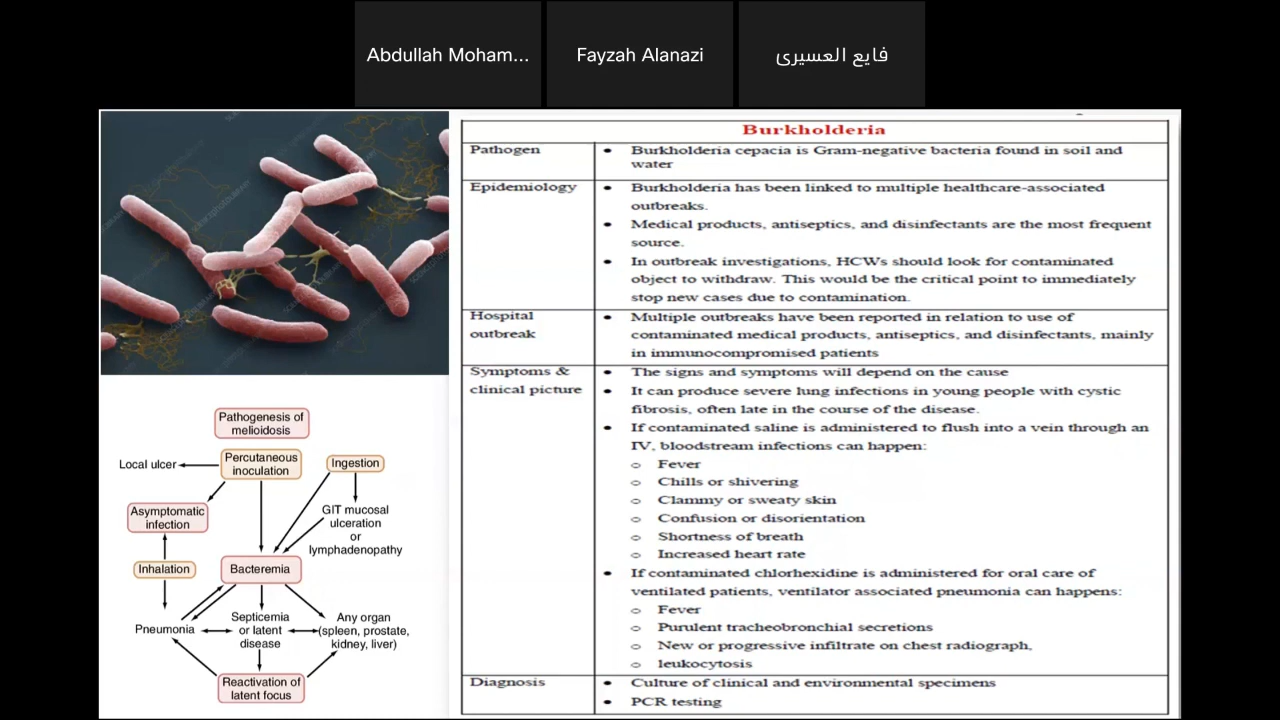 Abdullah Moham...
Fayzah Alanazi
فايع العسيري
Pathogenesis of
melioidosis
Local ulcer
Percutaneous
inoculation
Ingestion
Asymptomatic
infection
GIT mucosal
ulceration
or
lymphadenopathy
Inhalation
Bacteremia
Pneumonia
Septicemia
or latent
disease
Any organ
(spleen, prostate,
kidney, liver)
Reactivation of
latent focus
Burkholderia
Pathogen
• Burkholderia cepacia is Gram-negative bacteria found in soil and
water
Epidemiology
• Burkholderia has been linked to multiple healthcare-associated
outbreaks.
• Medical products, antiseptics, and disinfectants are the most frequent
source.
• In outbreak investigations, HCWs should look for contaminated
object to withdraw. This would be the critical point to immediately
stop new cases due to contamination.
Hospital
outbreak
• Multiple outbreaks have been reported in relation to use of
contaminated medical products, antiseptics, and disinfectants, mainly
in immunocompromised patients
Symptoms &
clinical picture
• The signs and symptoms will depend on the cause
• It can produce severe lung infections in young people with cystic
fibrosis, often late in the course of the disease.
• If contaminated saline is administered to flush into a vein through an
IV, bloodstream infections can happen:
o Fever
o Chills or shivering
o Clammy or sweaty skin
o Confusion or disorientation
o Shortness of breath
o Increased heart rate
• If contaminated chlorhexidine is administered for oral care of
ventilated patients, ventilator associated pneumonia can happens:
o Fever
o Purulent tracheobronchial secretions
o New or progressive infiltrate on chest radiograph,
o leukocytosis
Diagnosis
• Culture of clinical and environmental specimens
• PCR testing